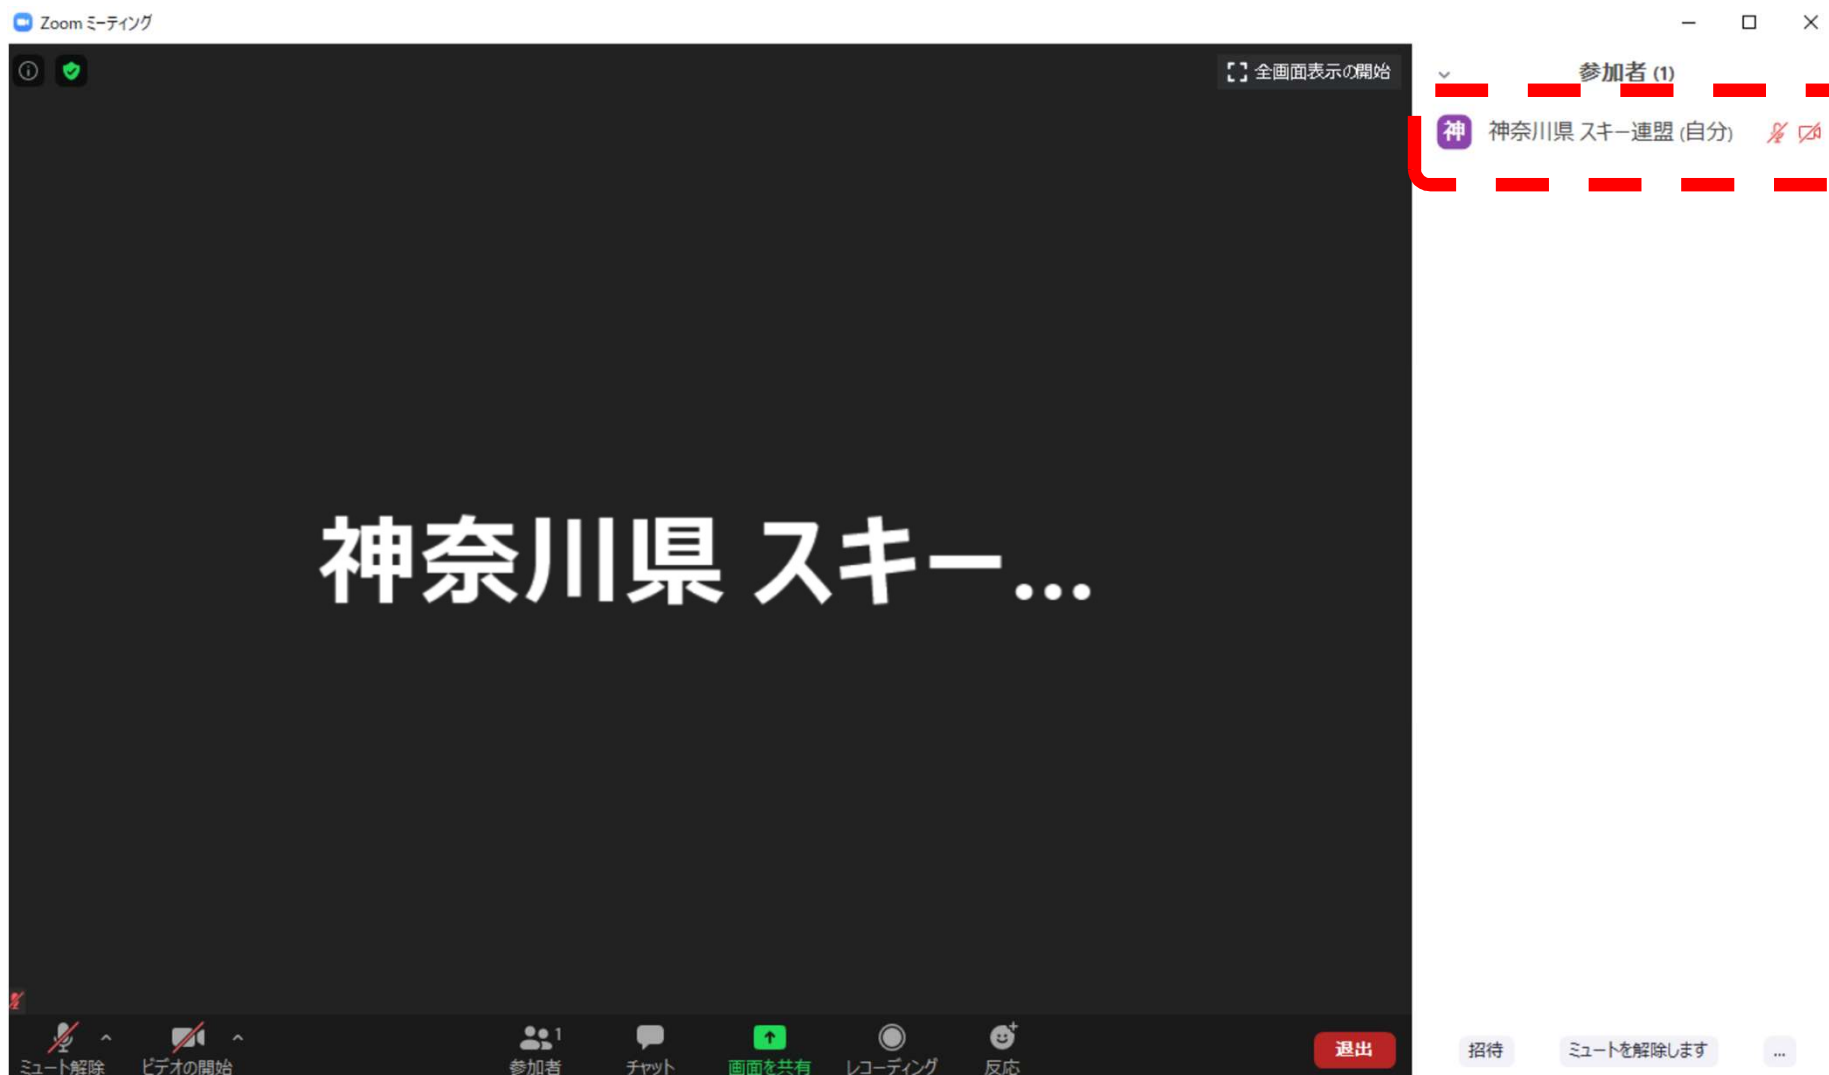 Zoom ミーティング
全画面表示の開始
参加者 (1)
神 神奈川県 スキー連盟 (自分)
神奈川県 スキー...
ミュート解除
ビデオの開始
1
参加者
チャット
画面を共有
レコーディング
反応
退出
招待
ミュートを解除します
...